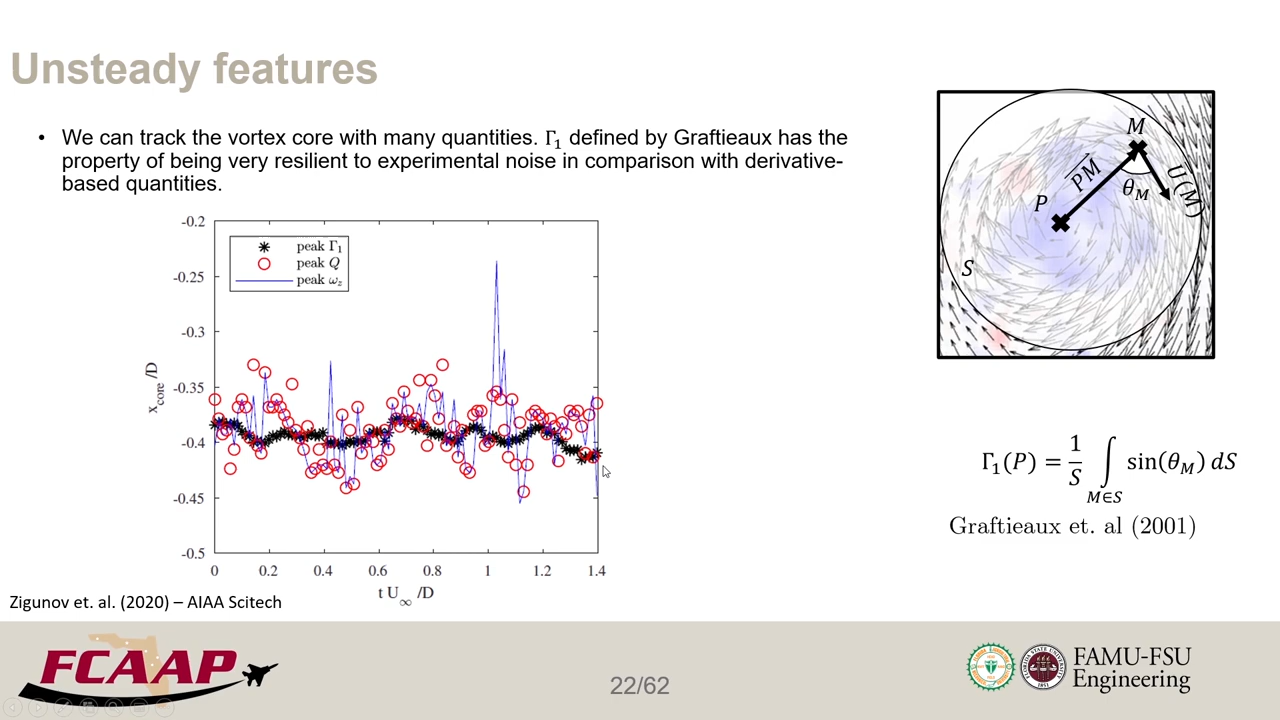 Unsteady features
• We can track the vortex core with many quantities. Γ₁ defined by Graftieaux has the
property of being very resilient to experimental noise in comparison with derivative-
based quantities.
-0.2
-0.25
-0.3
-0.35
-0.4
-0.45
-0.5
x_core /D
peak Γ₁
peak Q
peak ω_z
0 0.2 0.4 0.6 0.8 1 1.2 1.4
t U_∞ /D
M
PM
θ_M
U(M)
P
S
Γ₁(P) = 1/S ∫_{M∈S} sin(θ_M) dS
Graftieaux et. al (2001)
Zigunov et. al. (2020) – AIAA Scitech
FCAAP
22/62
FAMU-FSU
Engineering